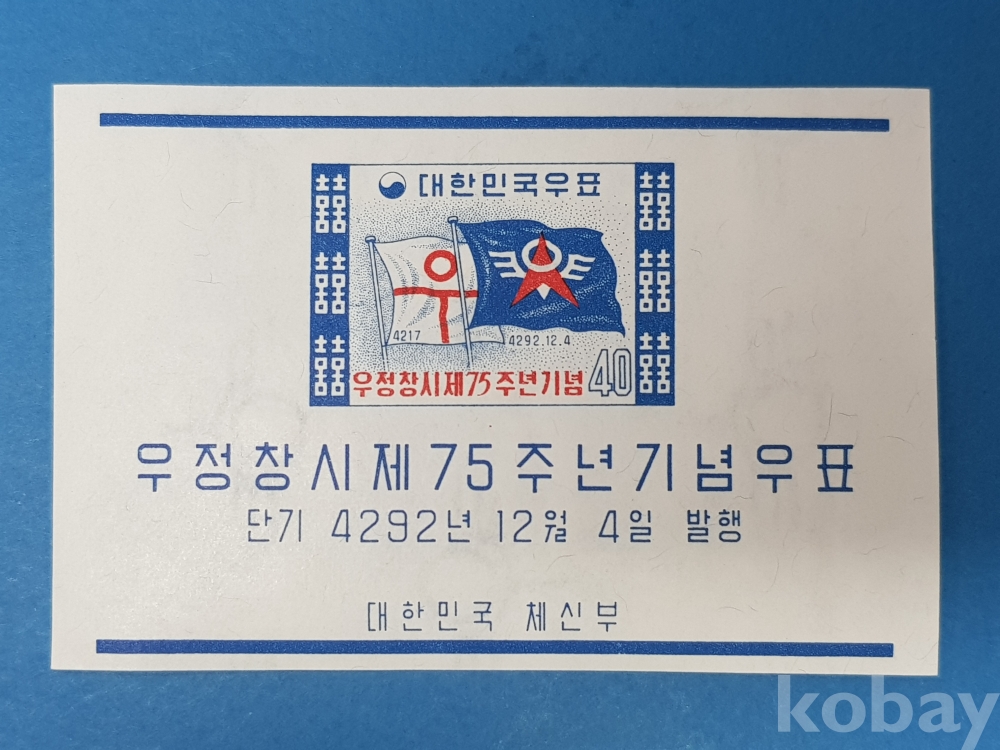 대한민국우표
우
4217
4292.12.4
우정창시제75주년기념 40
우정창시제75주년기념우표
단기 4292년 12월 4일 발행
대한민국 체신부
kobay